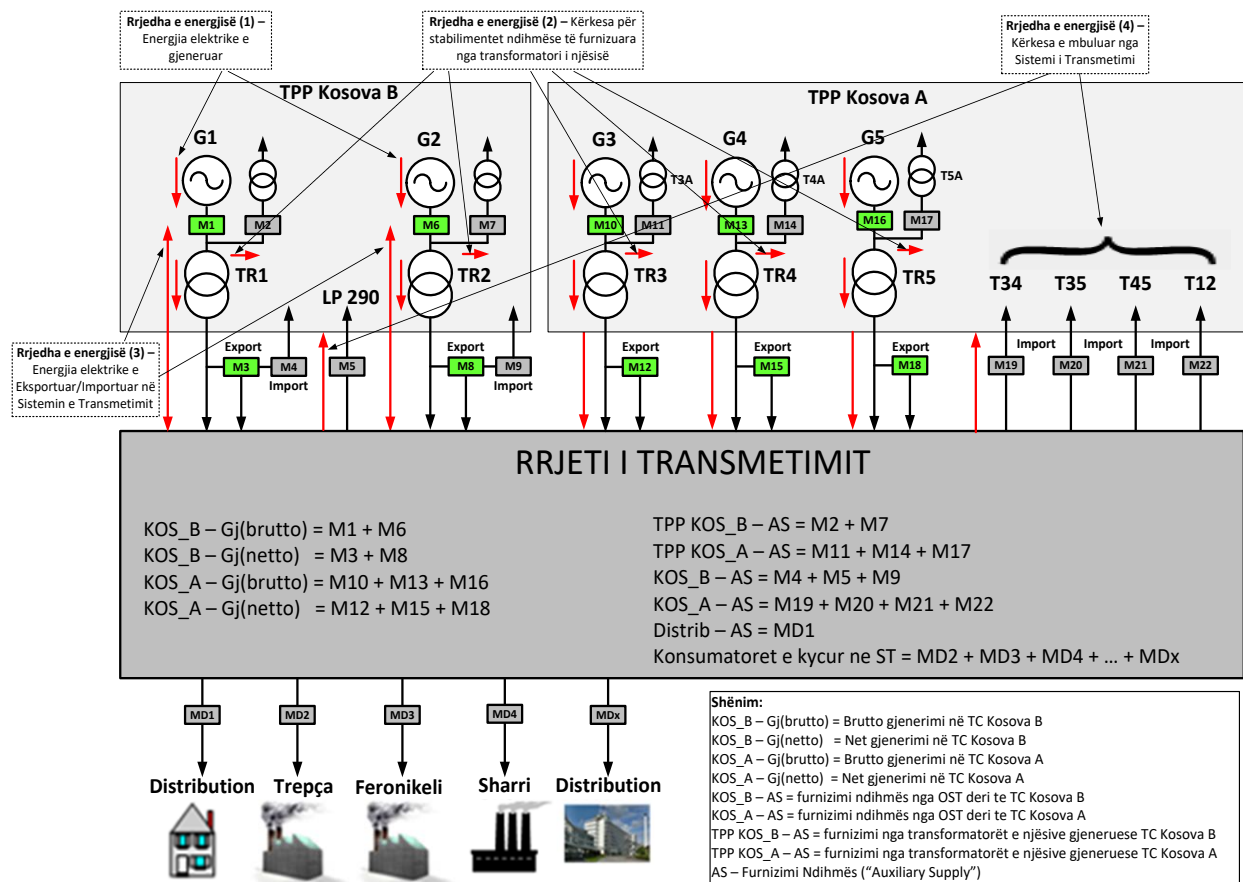 Rrjedha e energjisë (1) –
Energjia elektrike e
gjeneruar
Rrjedha e energjisë (2) – Kërkesa për
stabilimentet ndihmëse të furnizuara
nga transformatori i njësisë
Rrjedha e energjisë (4) –
Kërkesa e mbuluar nga
Sistemi i Transmetimi
TPP Kosova B
TPP Kosova A
G1
G2
G3
G4
G5
T3A
T4A
T5A
M1
M2
M6
M7
M10
M11
M13
M14
M16
M17
TR1
TR2
TR3
TR4
TR5
LP 290
T34
T35
T45
T12
Rrjedha e energjisë (3) –
Energjia elektrike e
Eksportuar/Importuar në
Sistemin e Transmetimit
Export
M3
M4
Import
M5
Export
M8
M9
Import
Export
M12
Export
M15
Export
M18
Import
Import
Import
M19
M20
M21
M22
RRJETI I TRANSMETIMIT
KOS_B – Gj(brutto) = M1 + M6
KOS_B – Gj(netto) = M3 + M8
KOS_A – Gj(brutto) = M10 + M13 + M16
KOS_A – Gj(netto) = M12 + M15 + M18
TPP KOS_B – AS = M2 + M7
TPP KOS_A – AS = M11 + M14 + M17
KOS_B – AS = M4 + M5 + M9
KOS_A – AS = M19 + M20 + M21 + M22
Distrib – AS = MD1
Konsumatoret e kycur ne ST = MD2 + MD3 + MD4 + … + MDx
MD1
MD2
MD3
MD4
MDx
Distribution
Trepça
Feronikeli
Sharri
Distribution
Shënim:
KOS_B – Gj(brutto) = Brutto gjenerimi në TC Kosova B
KOS_B – Gj(netto) = Net gjenerimi në TC Kosova B
KOS_A – Gj(brutto) = Brutto gjenerimi në TC Kosova A
KOS_A – Gj(netto) = Net gjenerimi në TC Kosova A
KOS_B – AS = furnizimi ndihmës nga OST deri te TC Kosova B
KOS_A – AS = furnizimi ndihmës nga OST deri te TC Kosova A
TPP KOS_B – AS = furnizimi nga transformatorët e njësive gjeneruese TC Kosova B
TPP KOS_A – AS = furnizimi nga transformatorët e njësive gjeneruese TC Kosova A
AS – Furnizimi Ndihmës ("Auxiliary Supply")